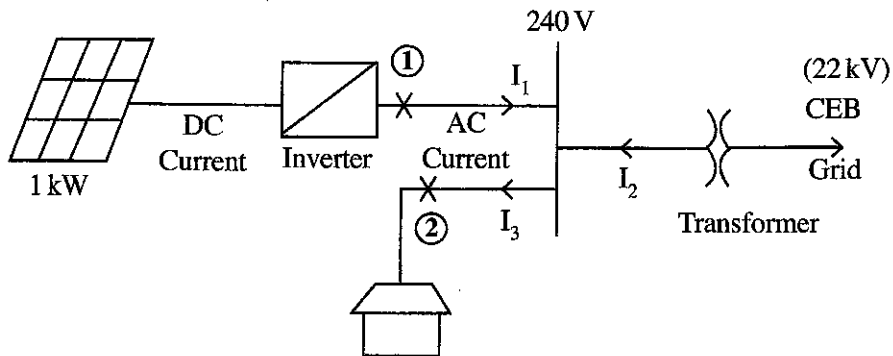 240 V
①
I₁
(22 kV)
CEB
DC
Current
Inverter
AC
Current
1 kW
②
I₃
I₂
Grid
Transformer